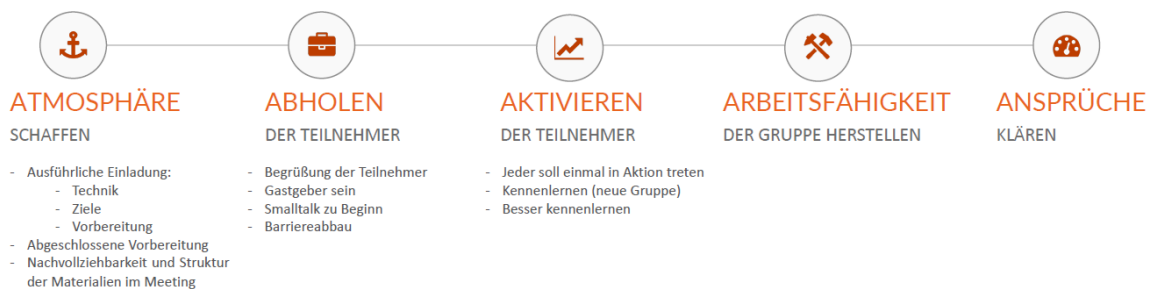 ATMOSPHÄRE
SCHAFFEN
- Ausführliche Einladung:
- Technik
- Ziele
- Vorbereitung
- Abgeschlossene Vorbereitung
- Nachvollziehbarkeit und Struktur
der Materialien im Meeting
ABHOLEN
DER TEILNEHMER
- Begrüßung der Teilnehmer
- Gastgeber sein
- Smalltalk zu Beginn
- Barriereabbau
AKTIVIEREN
DER TEILNEHMER
- Jeder soll einmal in Aktion treten
- Kennenlernen (neue Gruppe)
- Besser kennenlernen
ARBEITSFÄHIGKEIT
DER GRUPPE HERSTELLEN
ANSPRÜCHE
KLÄREN